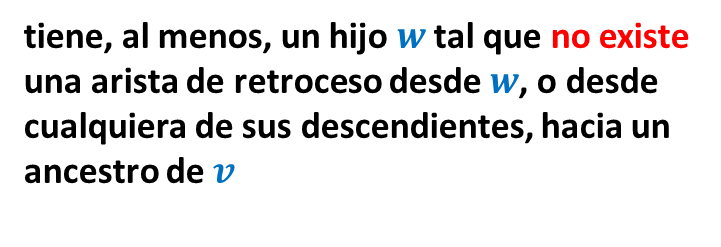 tiene, al menos, un hijo w tal que no existe
una arista de retroceso desde w, o desde
cualquiera de sus descendientes, hacia un
ancestro de v